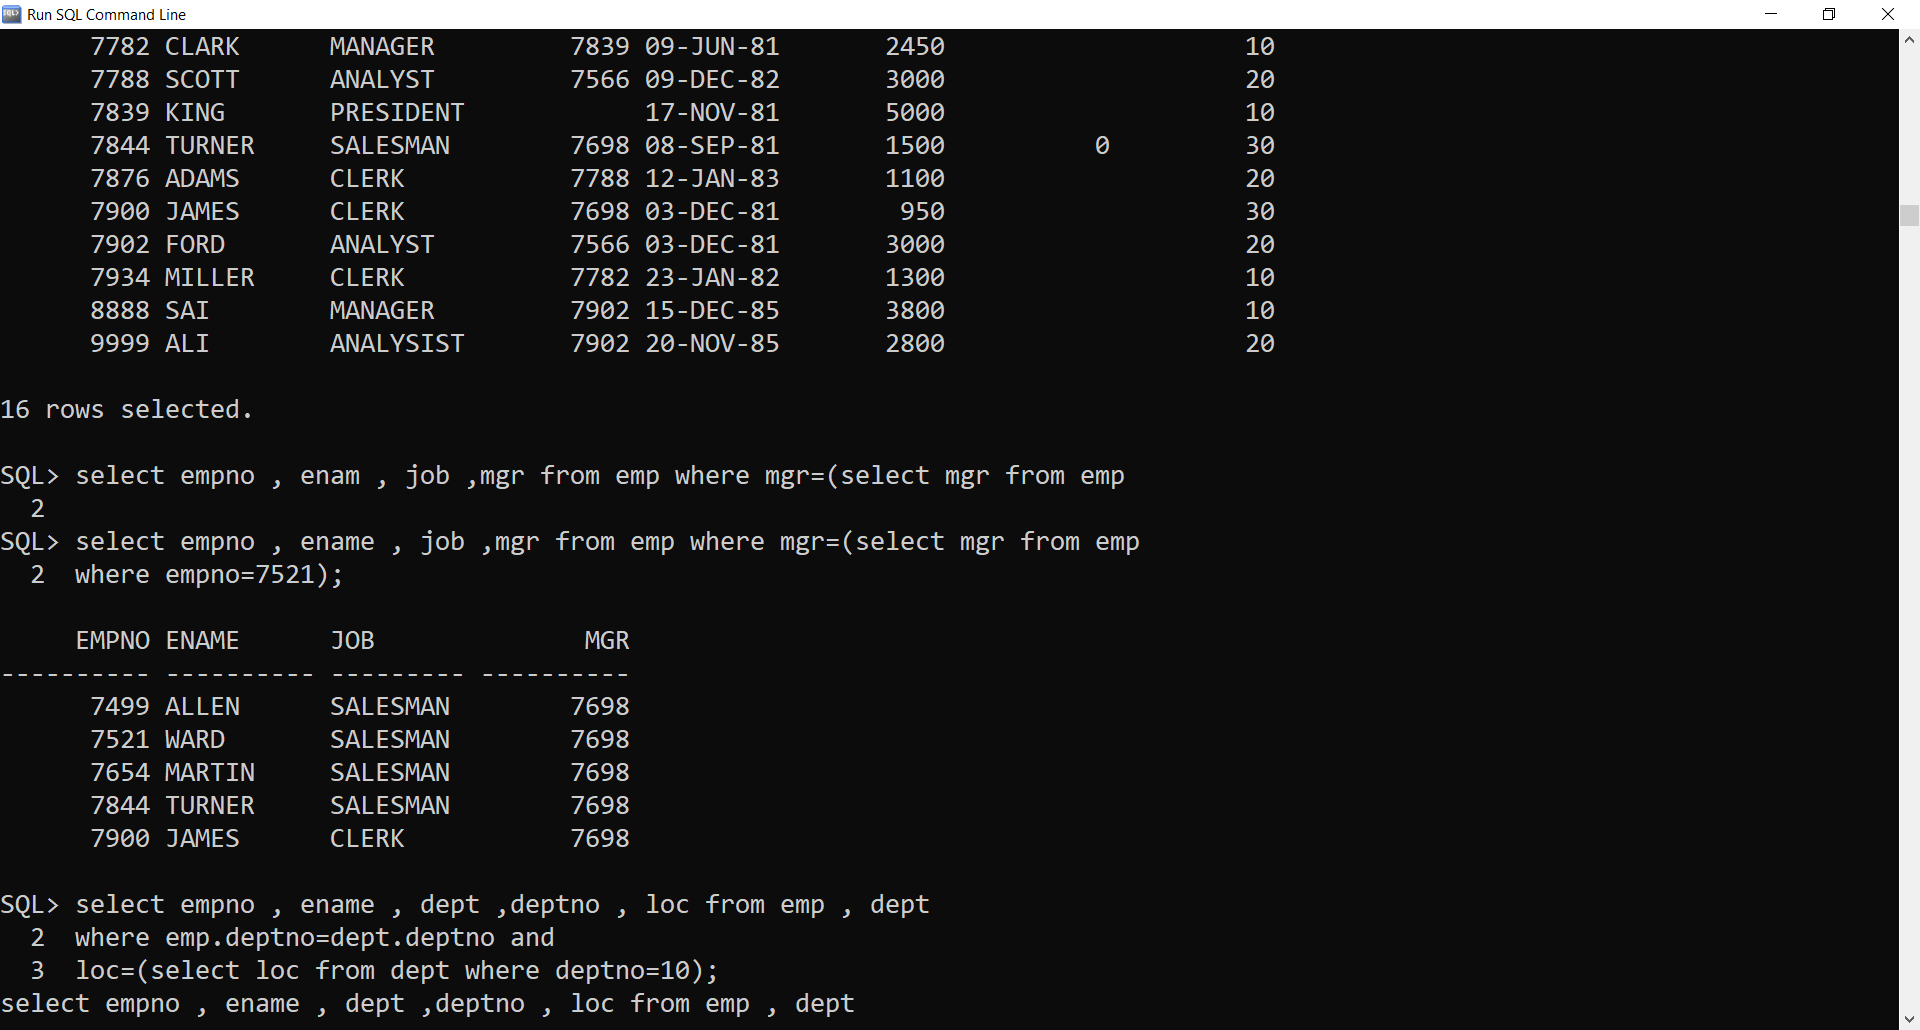 Run SQL Command Line
7782 CLARK MANAGER 7839 09-JUN-81 2450 10
7788 SCOTT ANALYST 7566 09-DEC-82 3000 20
7839 KING PRESIDENT 17-NOV-81 5000 10
7844 TURNER SALESMAN 7698 08-SEP-81 1500 0 30
7876 ADAMS CLERK 7788 12-JAN-83 1100 20
7900 JAMES CLERK 7698 03-DEC-81 950 30
7902 FORD ANALYST 7566 03-DEC-81 3000 20
7934 MILLER CLERK 7782 23-JAN-82 1300 10
8888 SAI MANAGER 7902 15-DEC-85 3800 10
9999 ALI ANALYSIST 7902 20-NOV-85 2800 20
16 rows selected.
SQL> select empno , enam , job ,mgr from emp where mgr=(select mgr from emp
2
SQL> select empno , ename , job ,mgr from emp where mgr=(select mgr from emp
2 where empno=7521);
EMPNO ENAME JOB MGR
---------- ---------- --------- ----------
7499 ALLEN SALESMAN 7698
7521 WARD SALESMAN 7698
7654 MARTIN SALESMAN 7698
7844 TURNER SALESMAN 7698
7900 JAMES CLERK 7698
SQL> select empno , ename , dept ,deptno , loc from emp , dept
2 where emp.deptno=dept.deptno and
3 loc=(select loc from dept where deptno=10);
select empno , ename , dept ,deptno , loc from emp , dept